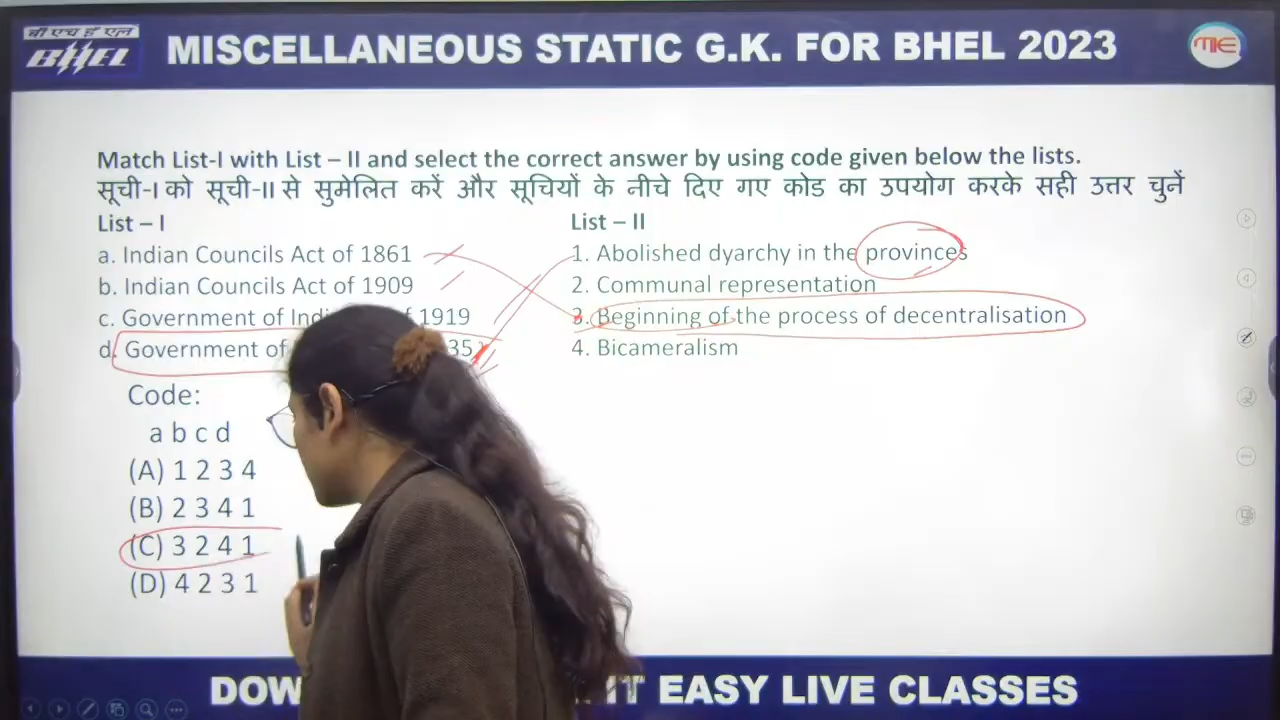 बी एच ई एल
BHEL
MISCELLANEOUS STATIC G.K. FOR BHEL 2023
Match List-I with List – II and select the correct answer by using code given below the lists.
सूची-I को सूची-II से सुमेलित करें और सूचियों के नीचे दिए गए कोड का उपयोग करके सही उत्तर चुनें
List – I
List – II
a. Indian Councils Act of 1861
1. Abolished dyarchy in the provinces
b. Indian Councils Act of 1909
2. Communal representation
c. Government of 1919
3. Beginning of the process of decentralisation
d. Government of 35
4. Bicameralism
Code:
a b c d
(A) 1 2 3 4
(B) 2 3 4 1
(C) 3 2 4 1
(D) 4 2 3 1
EASY LIVE CLASSES